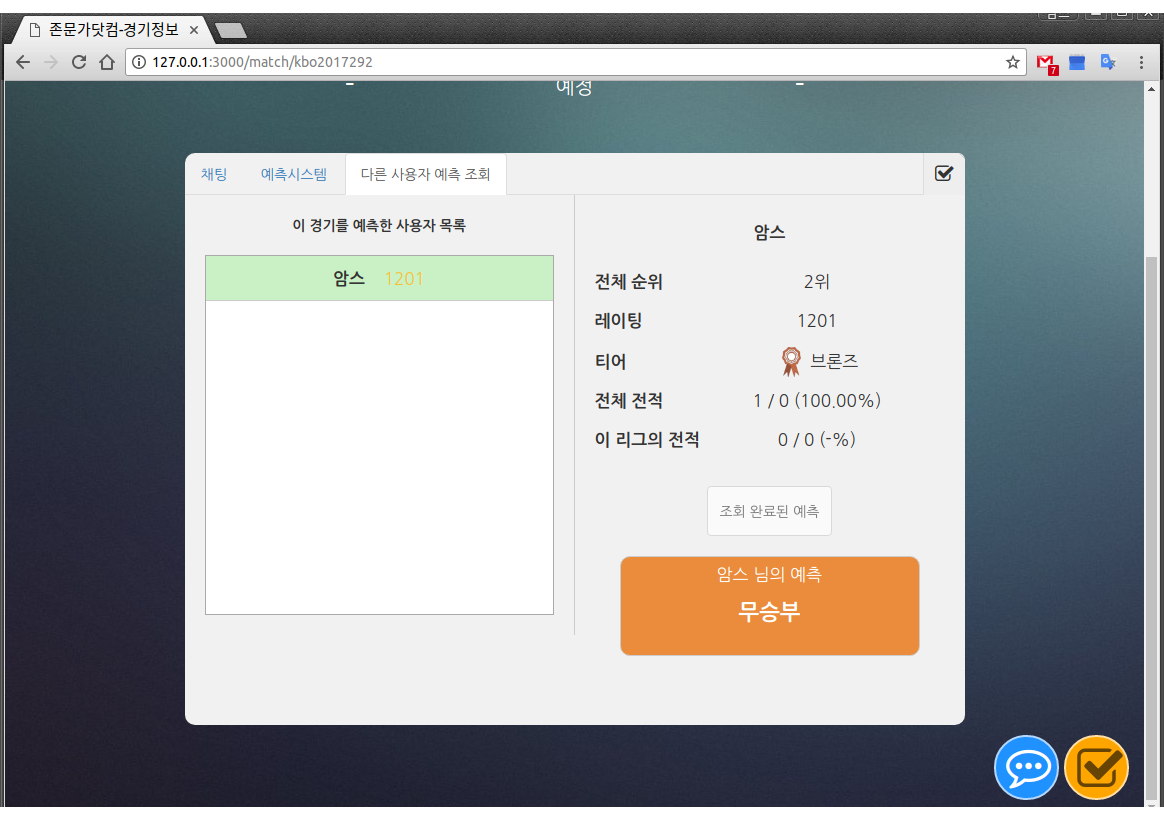 암스
존문가닷컴-경기정보
127.0.0.1:3000/match/kbo2017292
7
- 예정 -
채팅 예측시스템 다른 사용자 예측 조회
이 경기를 예측한 사용자 목록
암스 1201
암스
전체 순위 2위
레이팅 1201
티어 브론즈
전체 전적 1 / 0 (100.00%)
이 리그의 전적 0 / 0 (-%)
조회 완료된 예측
암스 님의 예측
무승부